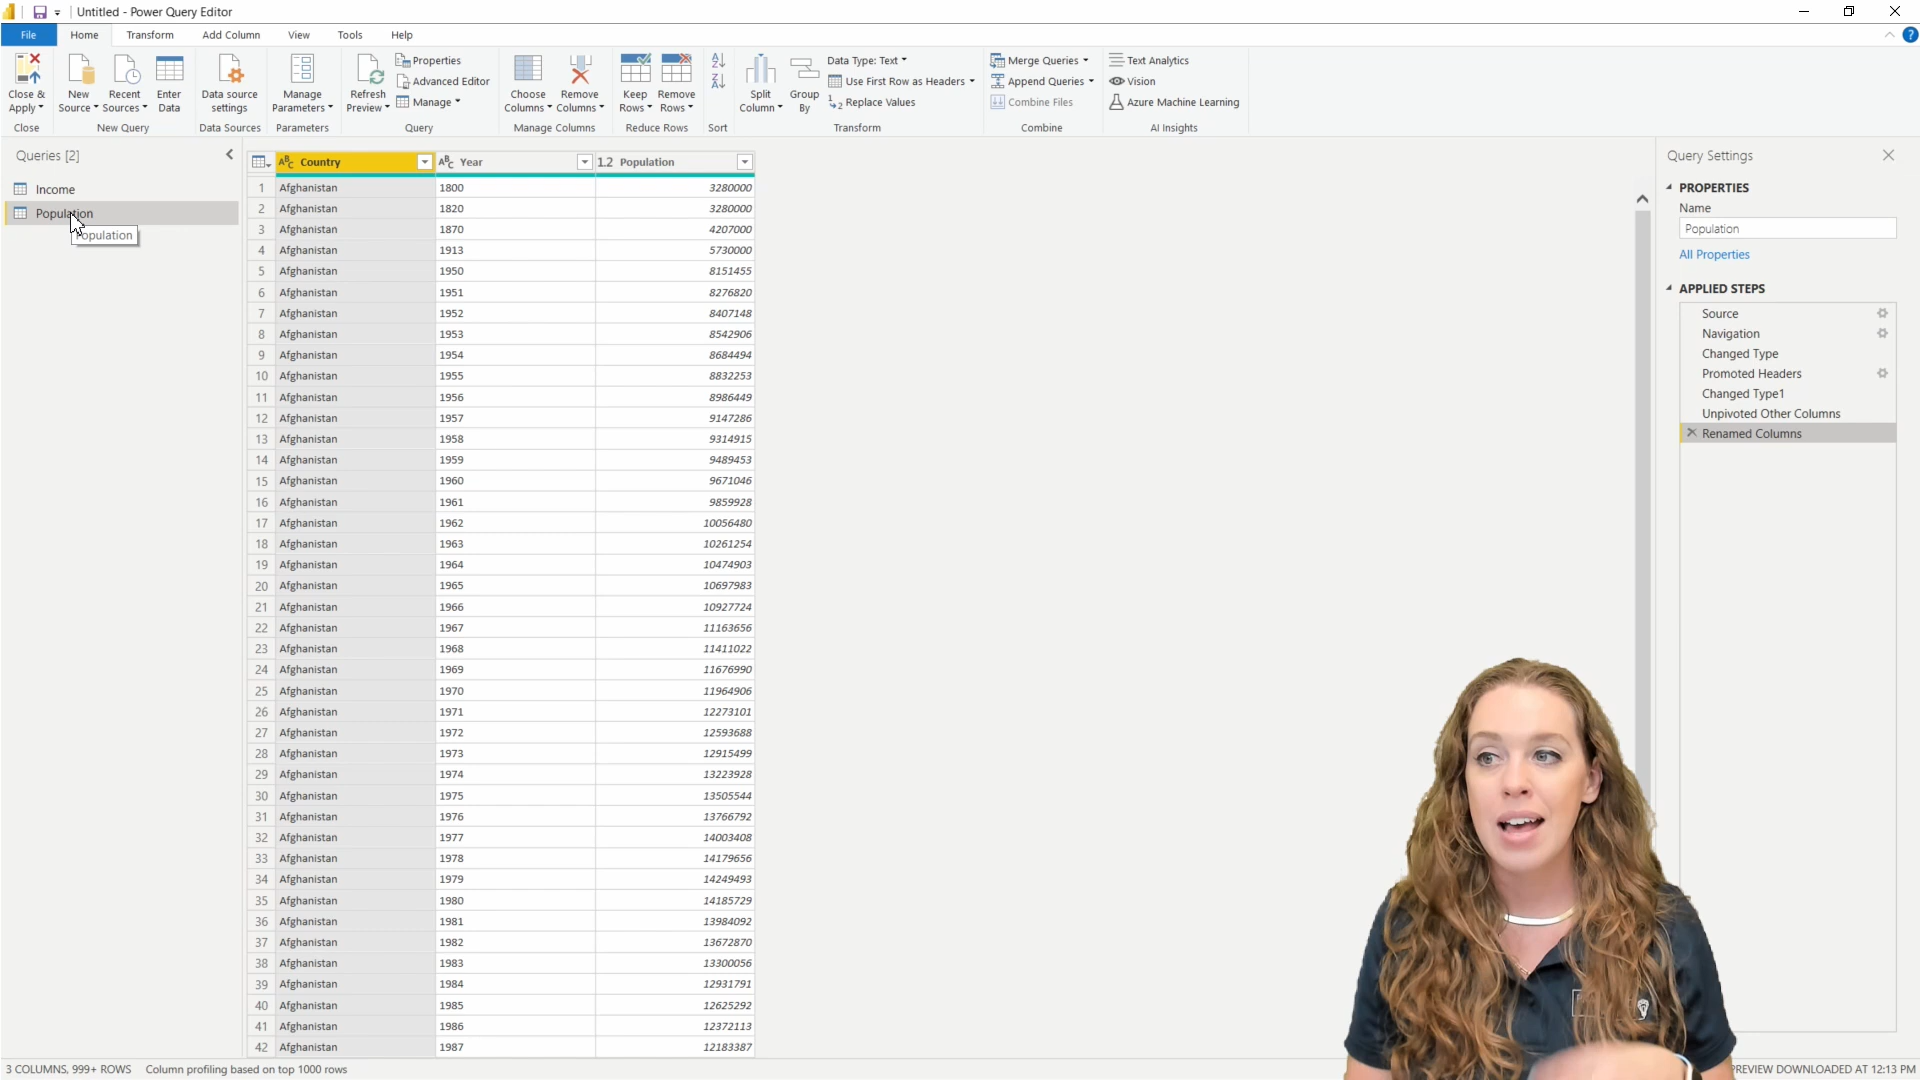 Untitled - Power Query Editor
File Home Transform Add Column View Tools Help
Close & Apply
New Source
Recent Sources
Enter Data
Data source settings
Manage Parameters
Refresh Preview
Properties
Advanced Editor
Manage
Choose Columns
Remove Columns
Keep Rows
Remove Rows
Split Column
Group By
Data Type: Text
Use First Row as Headers
Replace Values
Merge Queries
Append Queries
Combine Files
Text Analytics
Vision
Azure Machine Learning
Close New Query Data Sources Parameters Query Manage Columns Reduce Rows Sort Transform Combine AI Insights
Queries [2]
Income
Population
Country Year 1.2 Population
1 Afghanistan 1800 3280000
2 Afghanistan 1820 3280000
3 Afghanistan 1870 4207000
4 Afghanistan 1913 5730000
5 Afghanistan 1950 8151455
6 Afghanistan 1951 8276820
7 Afghanistan 1952 8407148
8 Afghanistan 1953 8542906
9 Afghanistan 1954 8684494
10 Afghanistan 1955 8832253
11 Afghanistan 1956 8986449
12 Afghanistan 1957 9147286
13 Afghanistan 1958 9314915
14 Afghanistan 1959 9489453
15 Afghanistan 1960 9671046
16 Afghanistan 1961 9859928
17 Afghanistan 1962 10056480
18 Afghanistan 1963 10261254
19 Afghanistan 1964 10474903
20 Afghanistan 1965 10697983
21 Afghanistan 1966 10927724
22 Afghanistan 1967 11163656
23 Afghanistan 1968 11411022
24 Afghanistan 1969 11676990
25 Afghanistan 1970 11964906
26 Afghanistan 1971 12273101
27 Afghanistan 1972 12593688
28 Afghanistan 1973 12915499
29 Afghanistan 1974 13223928
30 Afghanistan 1975 13505544
31 Afghanistan 1976 13766792
32 Afghanistan 1977 14003408
33 Afghanistan 1978 14179656
34 Afghanistan 1979 14249493
35 Afghanistan 1980 14185729
36 Afghanistan 1981 13984092
37 Afghanistan 1982 13672870
38 Afghanistan 1983 13300056
39 Afghanistan 1984 12931791
40 Afghanistan 1985 12625292
41 Afghanistan 1986 12372113
42 Afghanistan 1987 12183387
Query Settings
PROPERTIES
Name
Population
All Properties
APPLIED STEPS
Source
Navigation
Changed Type
Promoted Headers
Changed Type1
Unpivoted Other Columns
Renamed Columns
3 COLUMNS, 999+ ROWS Column profiling based on top 1000 rows
PREVIEW DOWNLOADED AT 12:13 PM